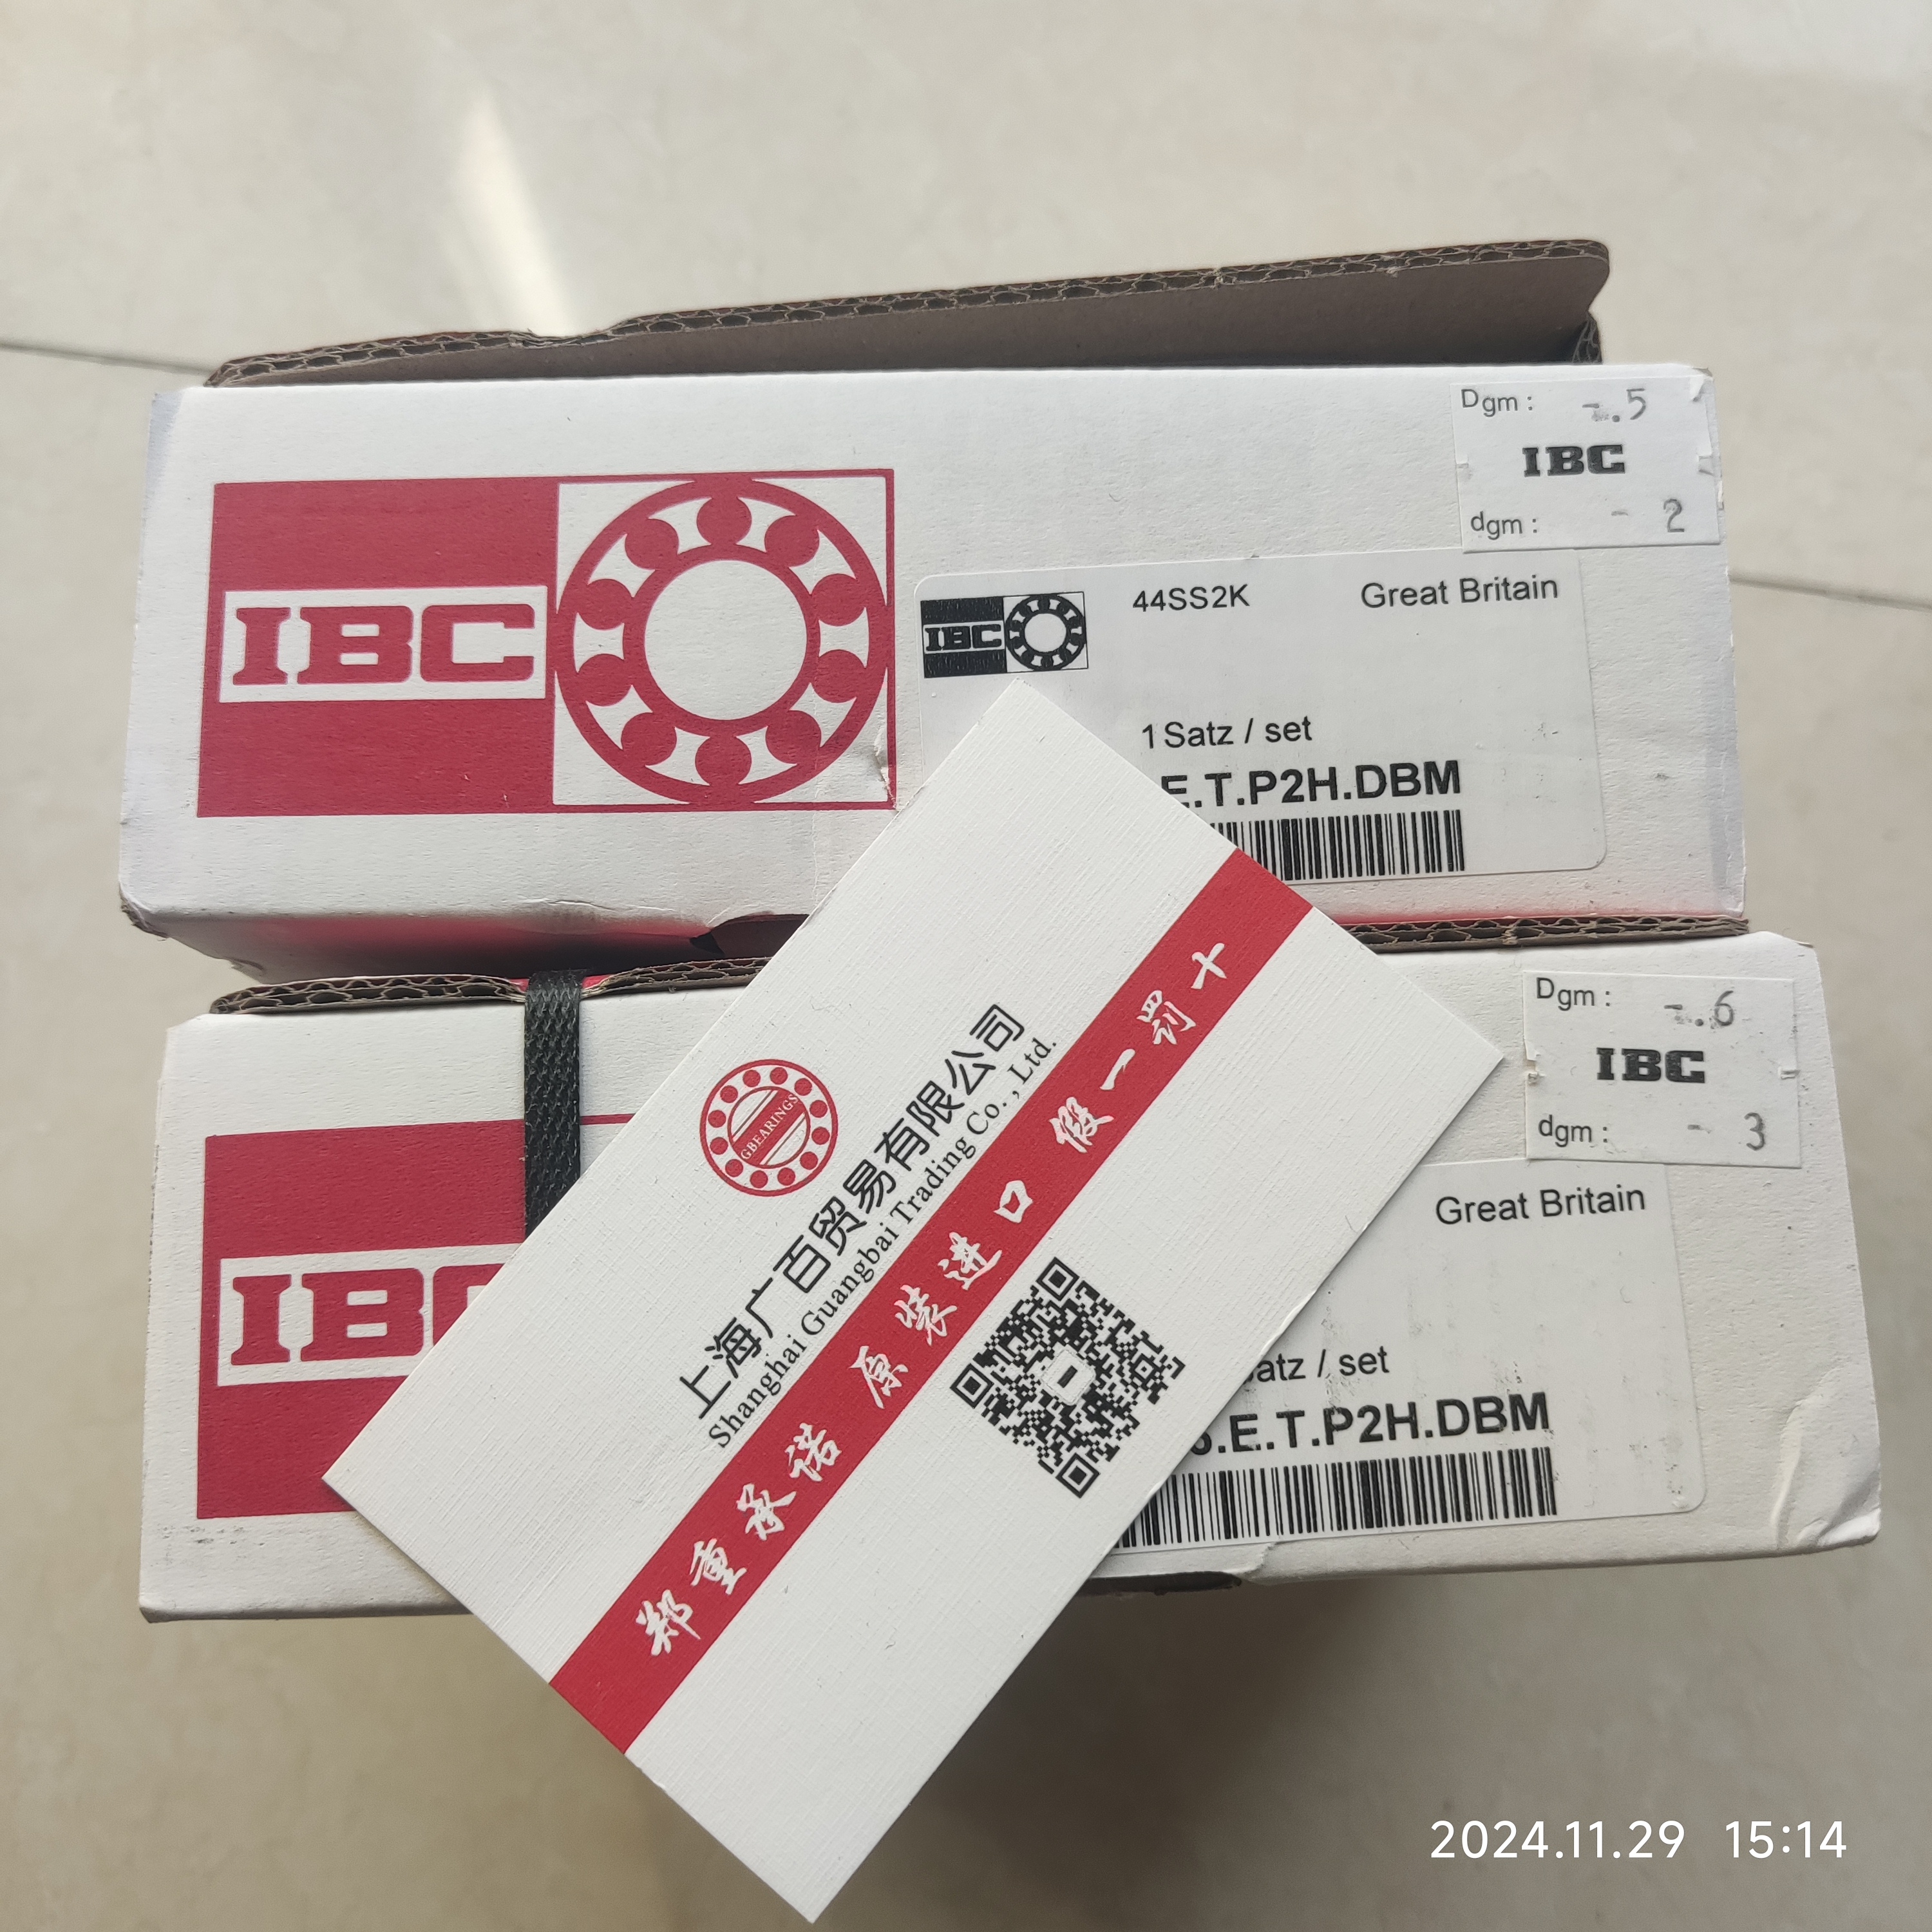 Dgm : -.5
IBC
dgm : - 2
IBC
IBC
44SS2K Great Britain
1 Satz / set
.E.T.P2H.DBM
Dgm : -.6
IBC
dgm : - 3
Great Britain
/ set
.E.T.P2H.DBM
GBEARINGS
上海广百贸易有限公司
Shanghai Guangbai Trading Co.,Ltd.
郑重承诺 原装进口 假一罚十
2024.11.29 15:14